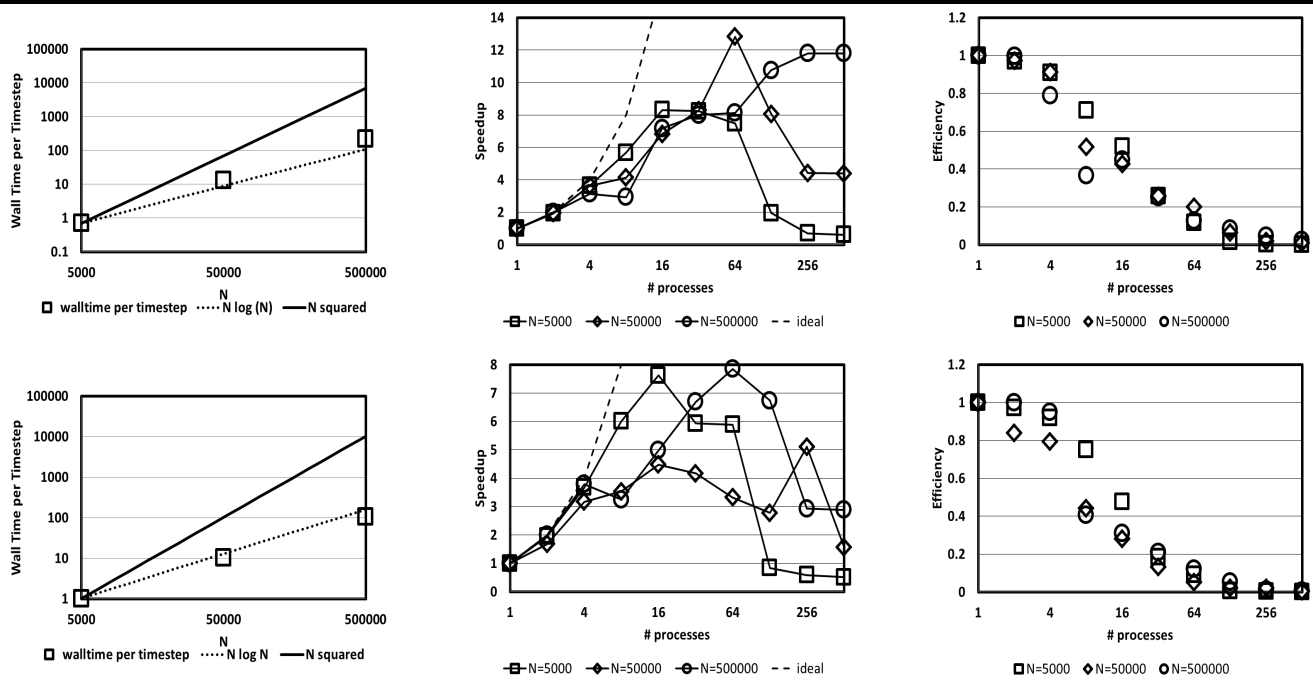 Wall Time per Timestep
100000
10000
1000
100
10
1
0.1
5000 50000 500000
N
walltime per timestep N log (N) N squared
Speedup
14
12
10
8
6
4
2
0
1 4 16 64 256
# processes
N=5000 N=50000 N=500000 ideal
Efficiency
1.2
1
0.8
0.6
0.4
0.2
0
1 4 16 64 256
# processes
N=5000 N=50000 N=500000
Wall Time per Timestep
100000
10000
1000
100
10
1
5000 50000 500000
N
walltime per timestep N log N N squared
Speedup
8
7
6
5
4
3
2
1
0
1 4 16 64 256
# processes
N=5000 N=50000 N=500000 ideal
Efficiency
1.2
1
0.8
0.6
0.4
0.2
0
1 4 16 64 256
# processes
N=5000 N=50000 N=500000